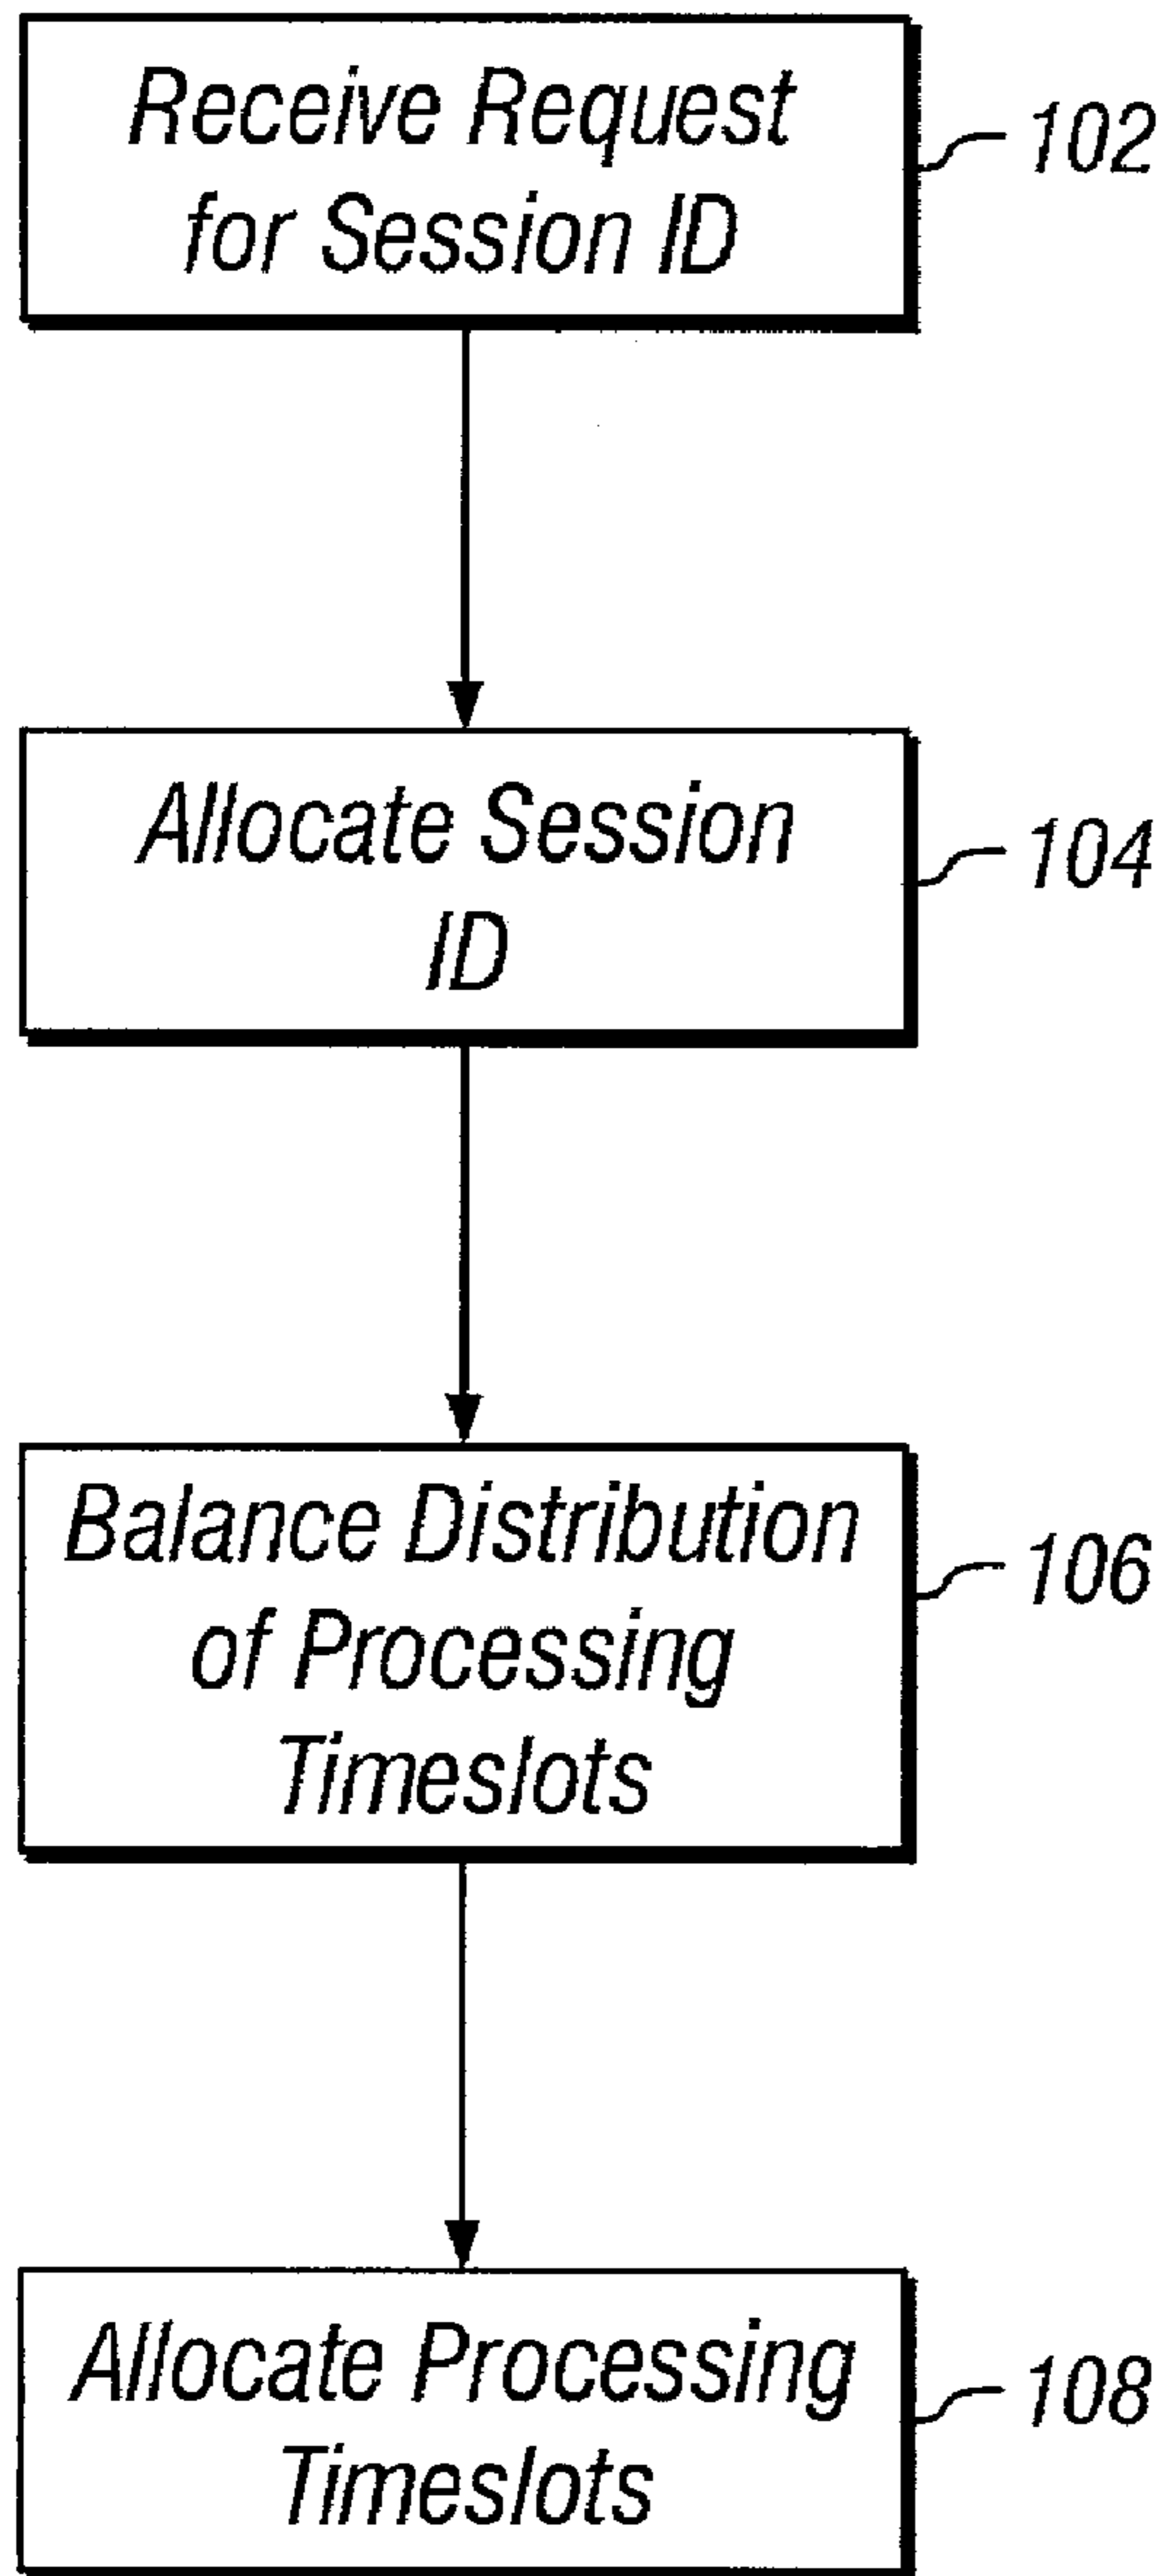 Receive Request
for Session ID
102
Allocate Session
ID
104
Balance Distribution
of Processing
Timeslots
106
Allocate Processing
Timeslots
108